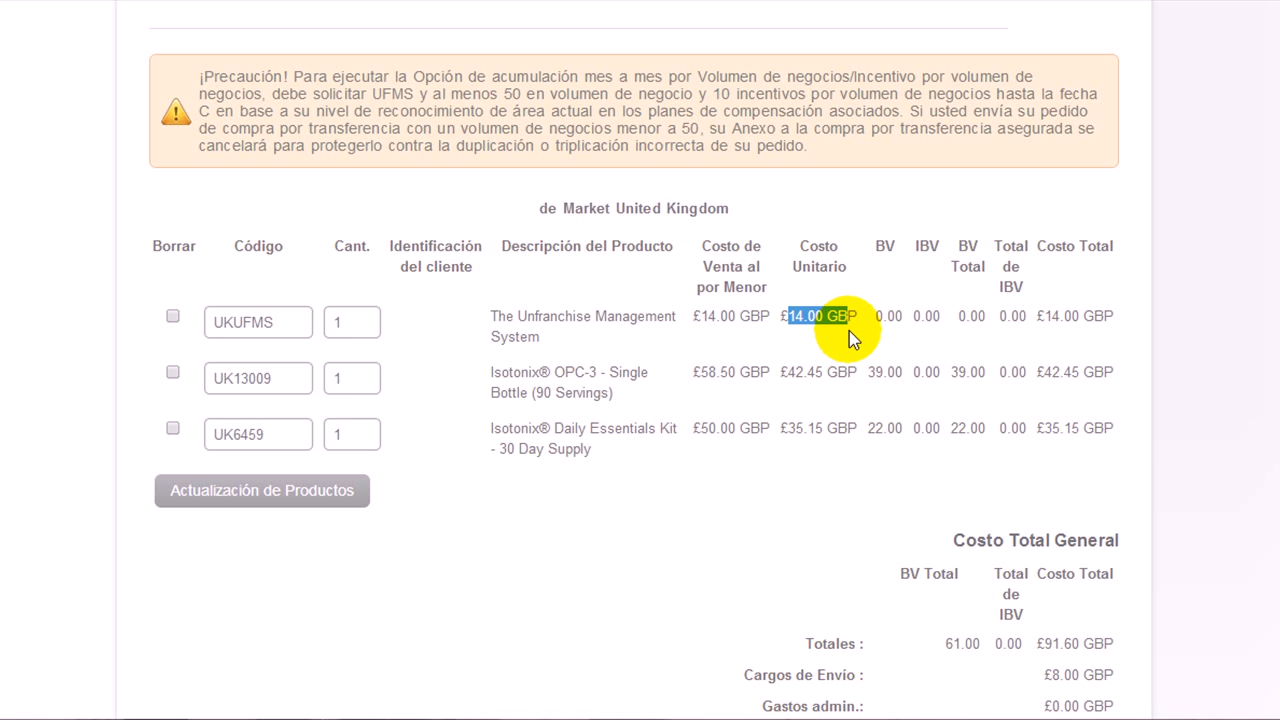 ¡Precaución! Para ejecutar la Opción de acumulación mes a mes por Volumen de negocios/Incentivo por volumen de
negocios, debe solicitar UFMS y al menos 50 en volumen de negocio y 10 incentivos por volumen de negocios hasta la fecha
C en base a su nivel de reconocimiento de área actual en los planes de compensación asociados. Si usted envía su pedido
de compra por transferencia con un volumen de negocios menor a 50, su Anexo a la compra por transferencia asegurada se
cancelará para protegerlo contra la duplicación o triplicación incorrecta de su pedido.
de Market United Kingdom
Borrar Código Cant. Identificación del cliente Descripción del Producto Costo de Venta al por Menor Costo Unitario BV IBV BV Total Total de IBV Costo Total
UKUFMS 1 The Unfranchise Management £14.00 GBP £14.00 GBP 0.00 0.00 0.00 0.00 £14.00 GBP
System
UK13009 1 Isotonix® OPC-3 - Single £58.50 GBP £42.45 GBP 39.00 0.00 39.00 0.00 £42.45 GBP
Bottle (90 Servings)
UK6459 1 Isotonix® Daily Essentials Kit £50.00 GBP £35.15 GBP 22.00 0.00 22.00 0.00 £35.15 GBP
- 30 Day Supply
Actualización de Productos
Costo Total General
BV Total Total de IBV Costo Total
Totales : 61.00 0.00 £91.60 GBP
Cargos de Envío : £8.00 GBP
Gastos admin.: £0.00 GBP